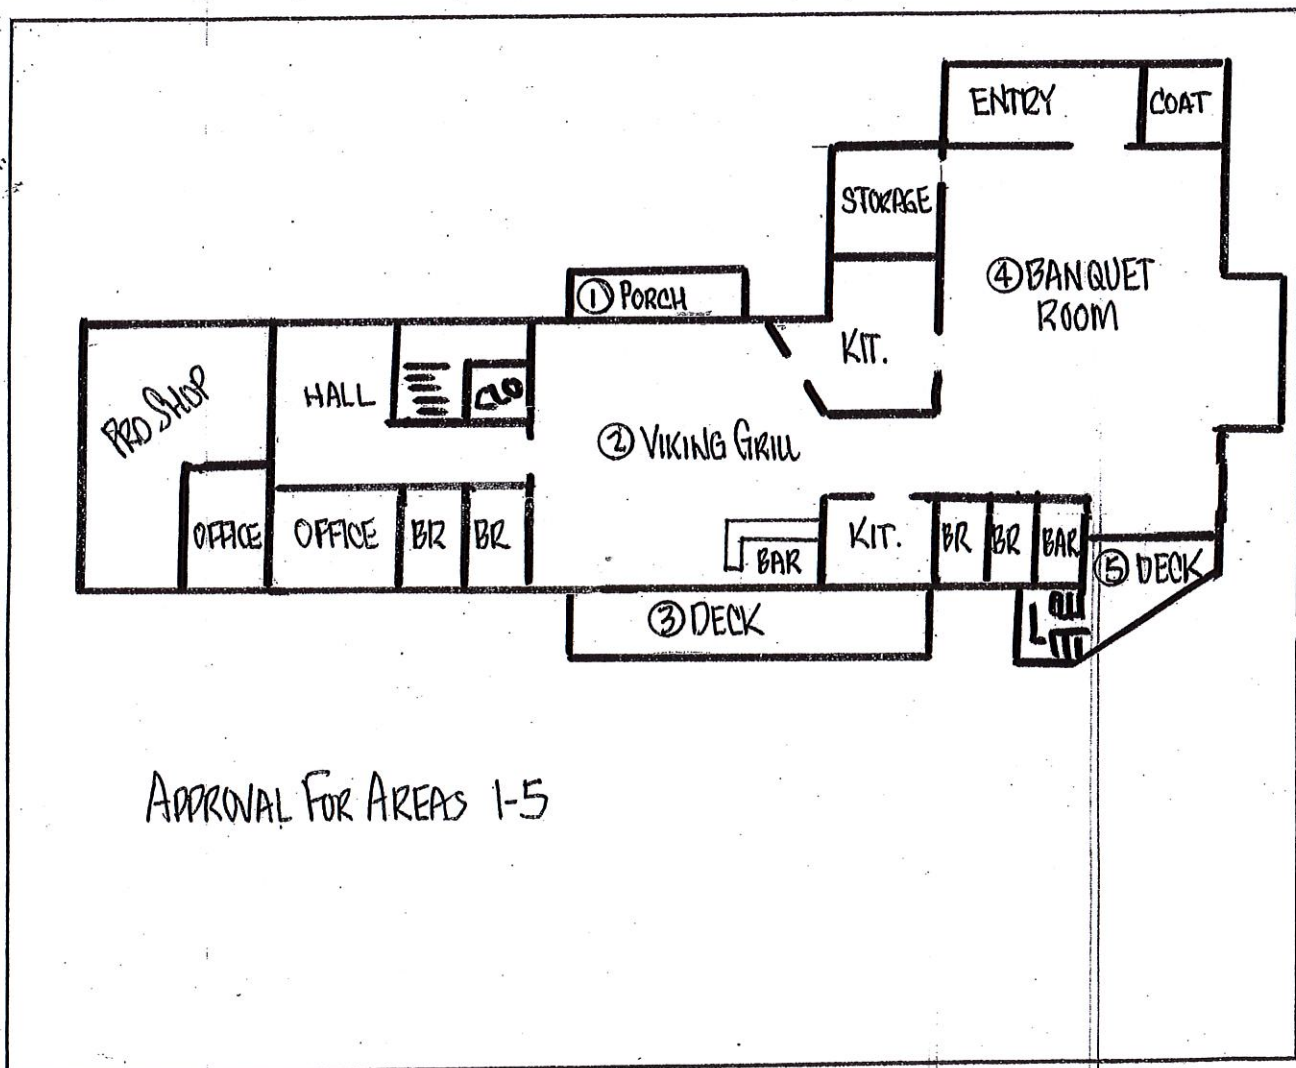 ENTRY
COAT
STORAGE
④ BANQUET
ROOM
① PORCH
KIT.
PRO SHOP
HALL
CLO
② VIKING GRILL
OFFICE
OFFICE
BR
BR
BAR
KIT.
BR
BR
BAR
⑤ DECK
③ DECK
APPROVAL FOR AREAS 1-5